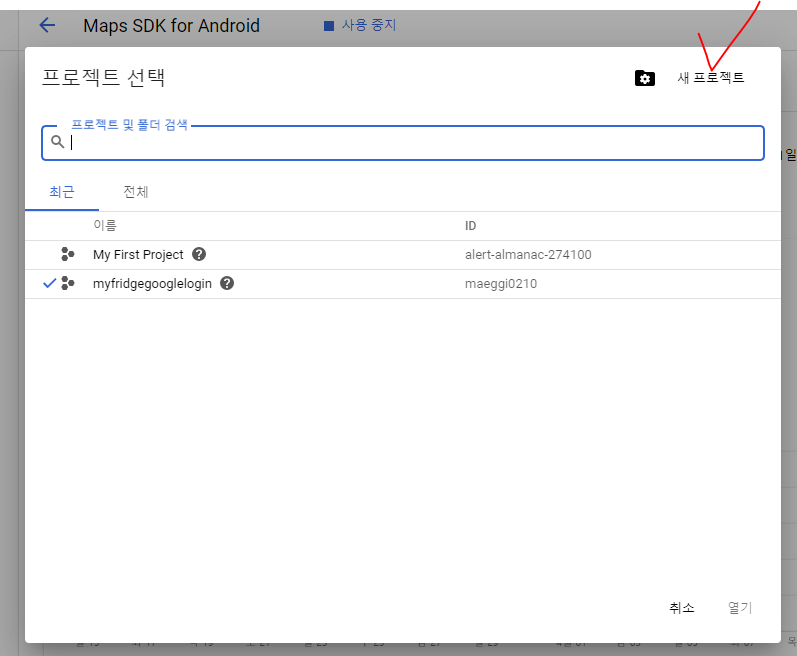 Maps SDK for Android 사용 중지
프로젝트 선택
새 프로젝트
프로젝트 및 폴더 검색
최근 전체
이름 ID
My First Project alert-almanac-274100
myfridgegooglelogin maeggi0210
취소 열기